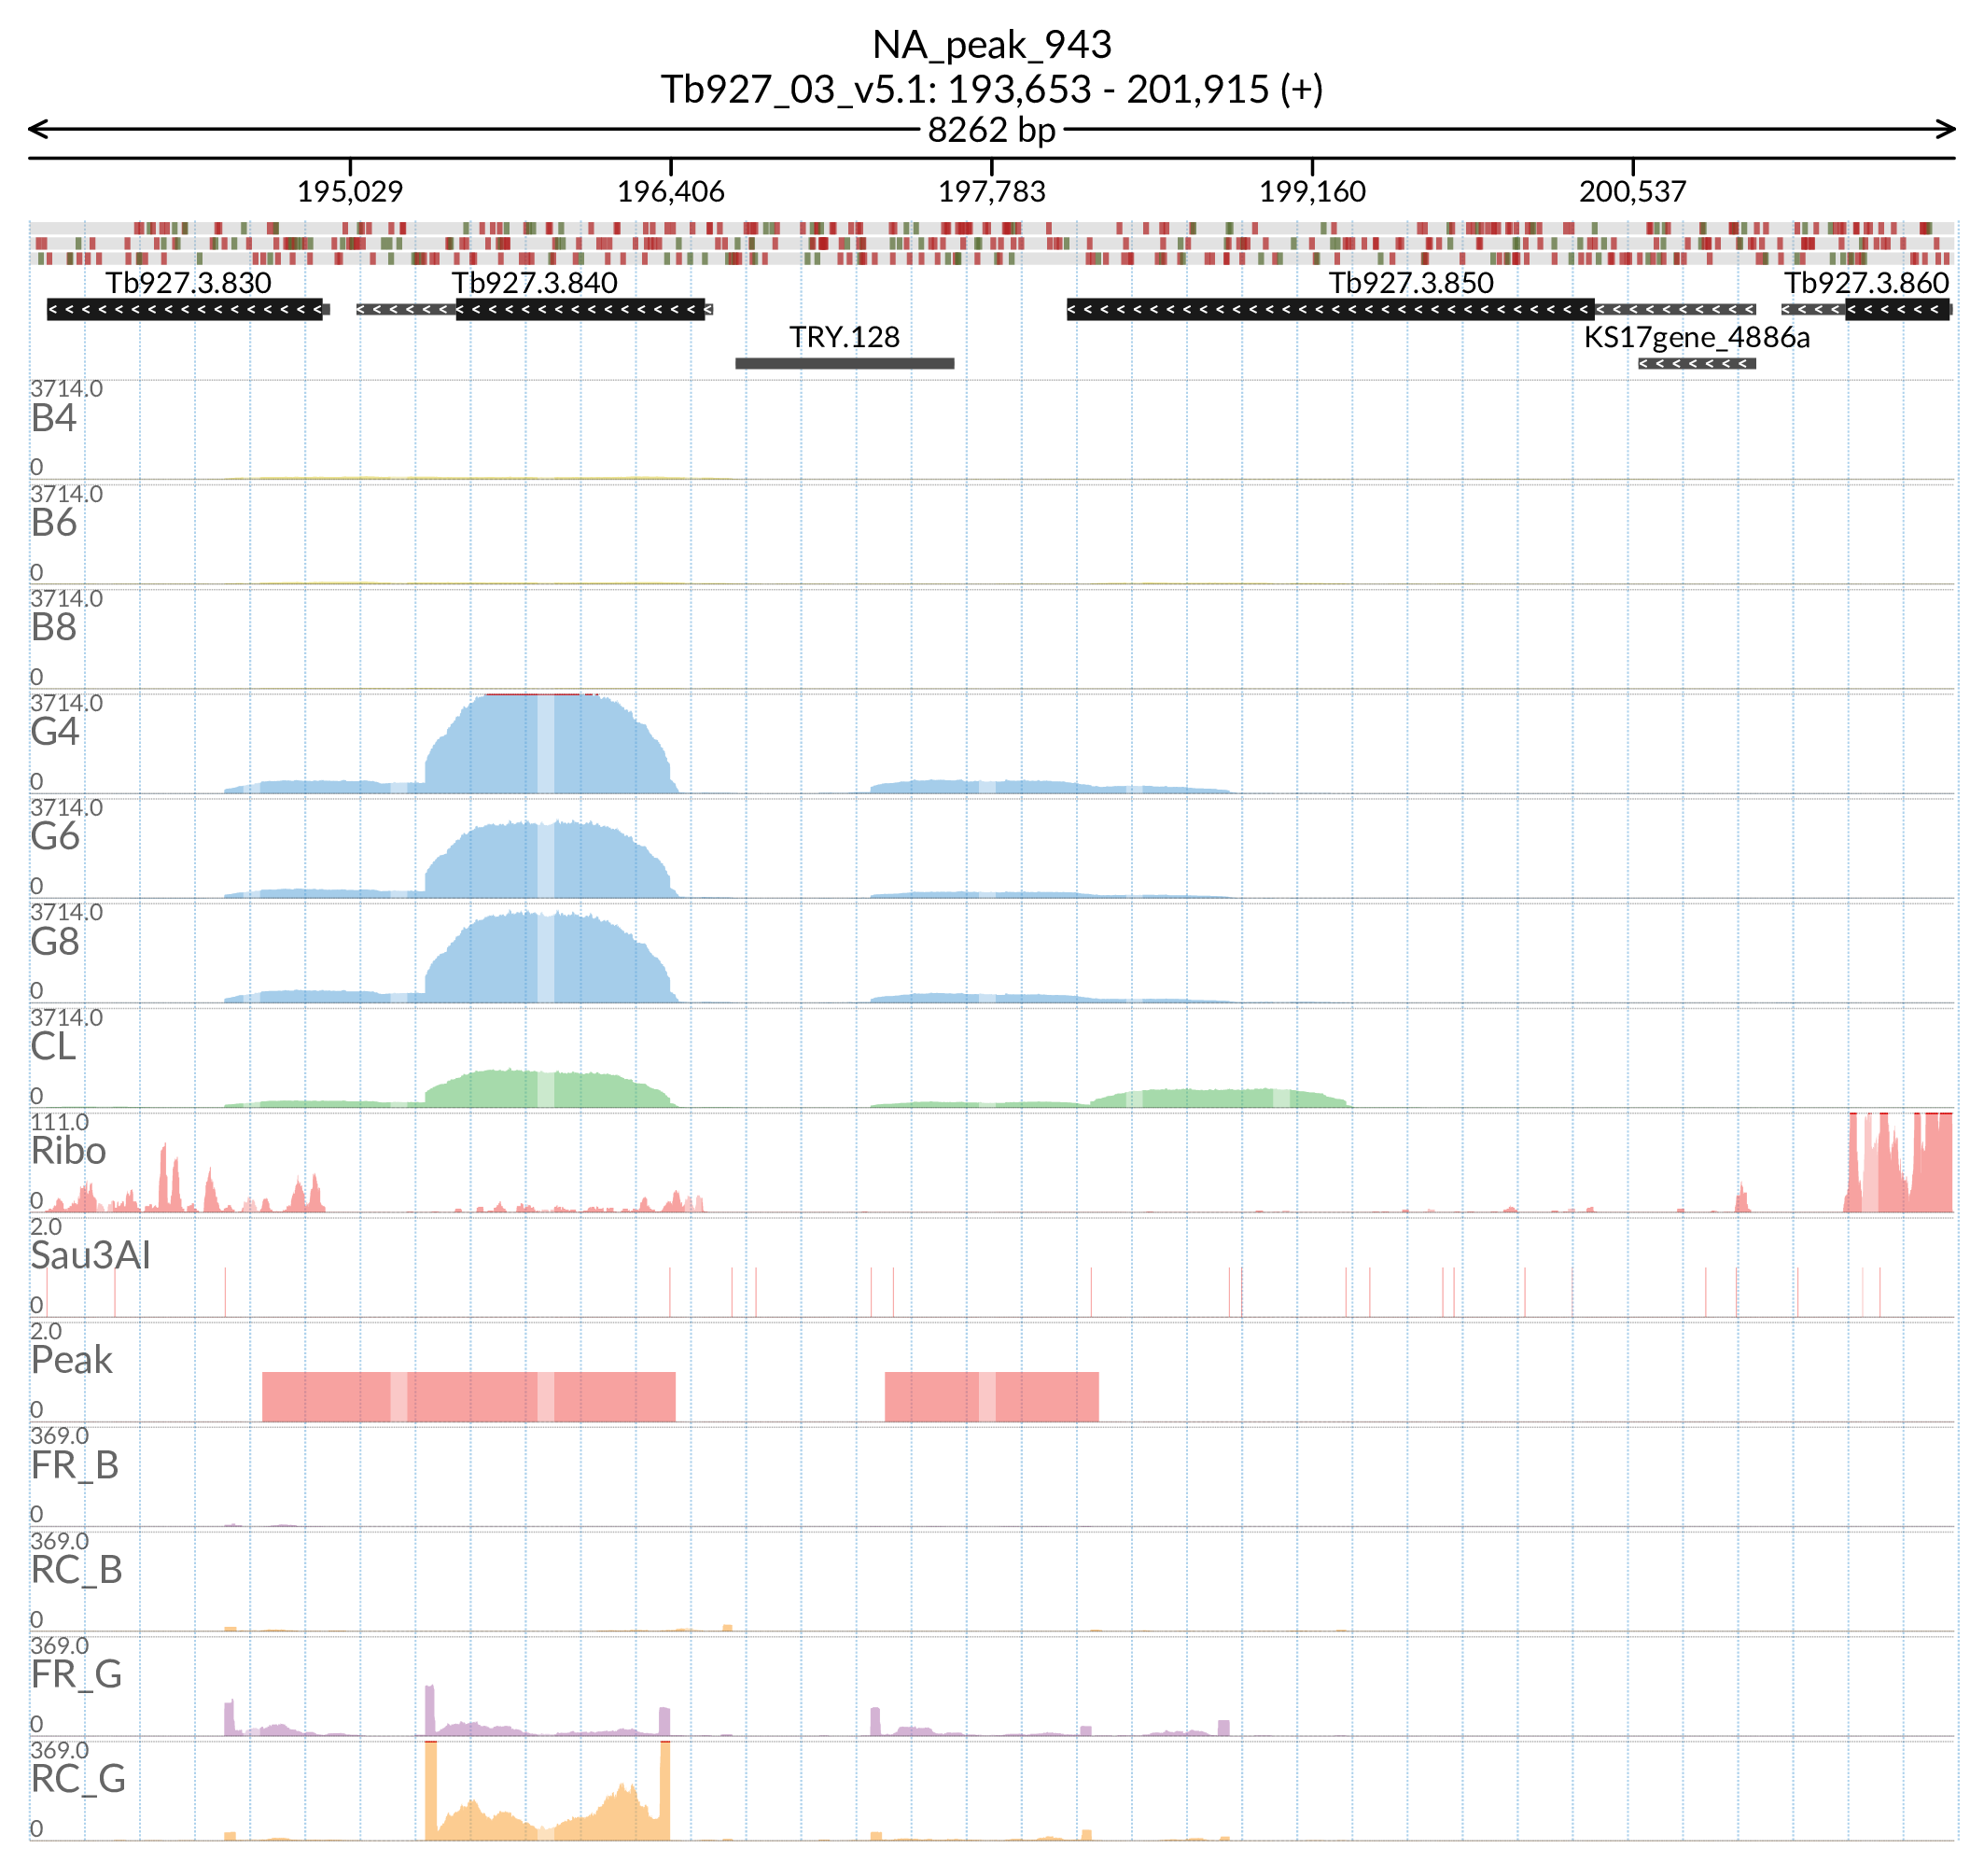 NA_peak_943
Tb927_03_v5.1: 193,653 - 201,915 (+)
8262 bp
195,029 196,406 197,783 199,160 200,537
Tb927.3.830 Tb927.3.840 Tb927.3.850 Tb927.3.860
TRY.128 KS17gene_4886a
3714.0
B4
0
3714.0
B6
0
3714.0
B8
0
3714.0
G4
0
3714.0
G6
0
3714.0
G8
0
3714.0
CL
0
111.0
Ribo
0
2.0
Sau3AI
0
2.0
Peak
0
369.0
FR_B
0
369.0
RC_B
0
369.0
FR_G
0
369.0
RC_G
0